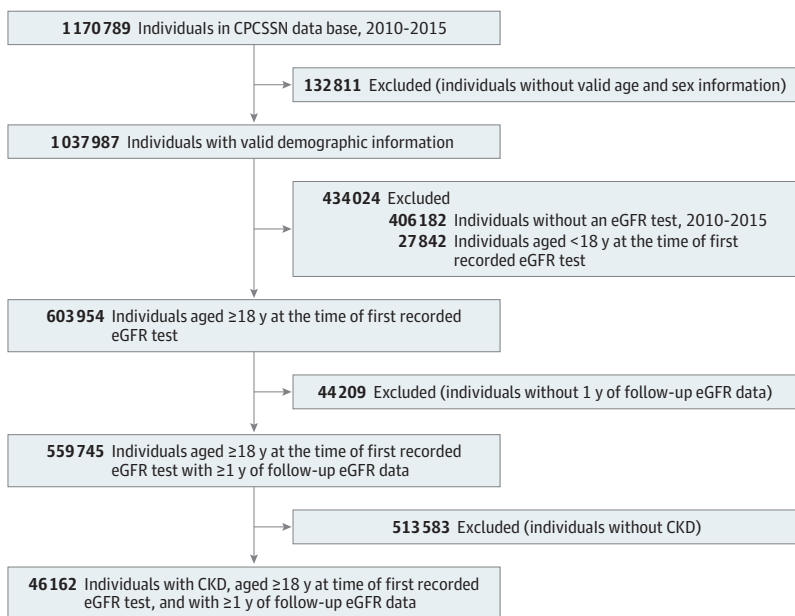 1170789 Individuals in CPCSSN data base, 2010-2015
132811 Excluded (individuals without valid age and sex information)
1037987 Individuals with valid demographic information
434024 Excluded
406182 Individuals without an eGFR test, 2010-2015
27842 Individuals aged <18 y at the time of first
recorded eGFR test
603954 Individuals aged ≥18 y at the time of first recorded
eGFR test
44209 Excluded (individuals without 1 y of follow-up eGFR data)
559745 Individuals aged ≥18 y at the time of first recorded
eGFR test with ≥1 y of follow-up eGFR data
513583 Excluded (individuals without CKD)
46162 Individuals with CKD, aged ≥18 y at time of first recorded
eGFR test, and with ≥1 y of follow-up eGFR data